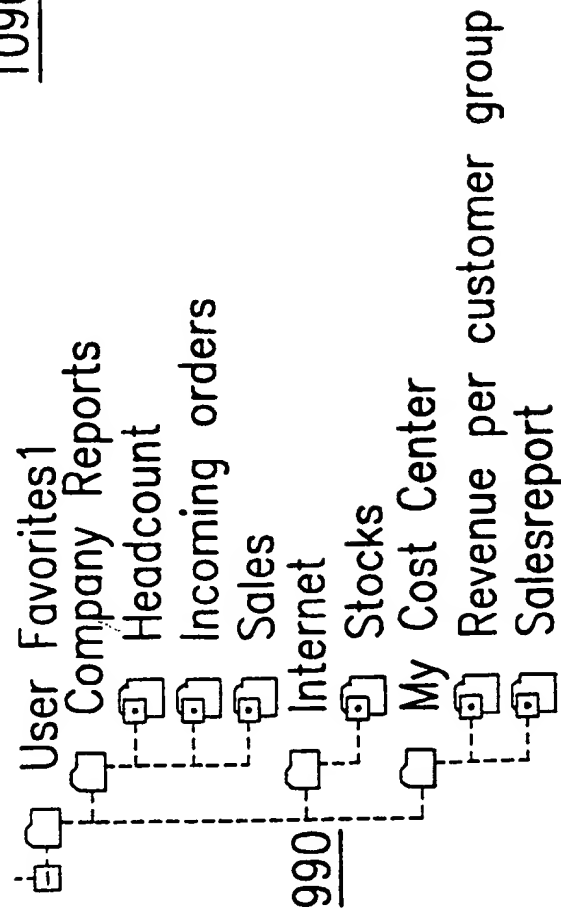 User Favorites1
Company Reports
Headcount
Incoming orders
Sales
Internet
Stocks
My Cost Center
Revenue per customer group
Salesreport
990